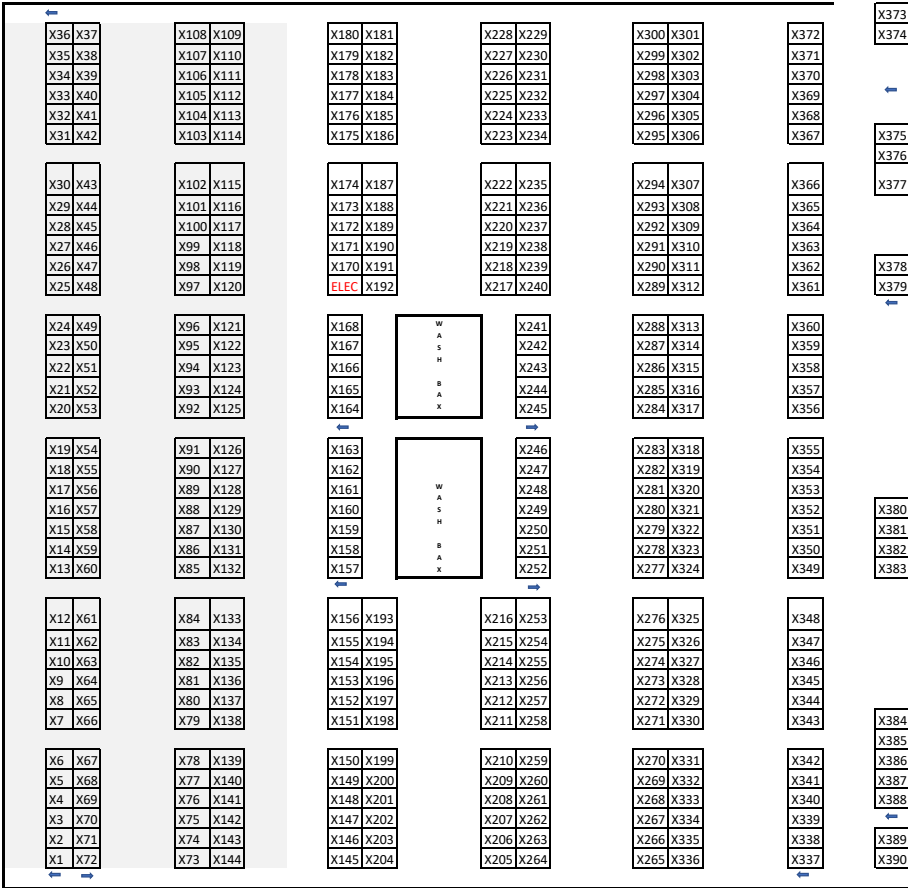 X373
X36 X37 X108 X109 X180 X181 X228 X229 X300 X301 X372 X374
X35 X38 X107 X110 X179 X182 X227 X230 X299 X302 X371
X34 X39 X106 X111 X178 X183 X226 X231 X298 X303 X370
X33 X40 X105 X112 X177 X184 X225 X232 X297 X304 X369
X32 X41 X104 X113 X176 X185 X224 X233 X296 X305 X368
X31 X42 X103 X114 X175 X186 X223 X234 X295 X306 X367 X375
X376
X30 X43 X102 X115 X174 X187 X222 X235 X294 X307 X366 X377
X29 X44 X101 X116 X173 X188 X221 X236 X293 X308 X365
X28 X45 X100 X117 X172 X189 X220 X237 X292 X309 X364
X27 X46 X99 X118 X171 X190 X219 X238 X291 X310 X363
X26 X47 X98 X119 X170 X191 X218 X239 X290 X311 X362 X378
X25 X48 X97 X120 ELEC X192 X217 X240 X289 X312 X361 X379
X24 X49 X96 X121 X168 W X241 X288 X313 X360
A
X23 X50 X95 X122 X167 S X242 X287 X314 X359
H
X22 X51 X94 X123 X166 X243 X286 X315 X358
X21 X52 X93 X124 X165 B X244 X285 X316 X357
A
X20 X53 X92 X125 X164 X X245 X284 X317 X356
X19 X54 X91 X126 X163 X246 X283 X318 X355
X18 X55 X90 X127 X162 X247 X282 X319 X354
X17 X56 X89 X128 X161 W X248 X281 X320 X353
A
X16 X57 X88 X129 X160 S X249 X280 X321 X352 X380
H
X15 X58 X87 X130 X159 X250 X279 X322 X351 X381
X14 X59 X86 X131 X158 B X251 X278 X323 X350 X382
A
X13 X60 X85 X132 X157 X X252 X277 X324 X349 X383
X12 X61 X84 X133 X156 X193 X216 X253 X276 X325 X348
X11 X62 X83 X134 X155 X194 X215 X254 X275 X326 X347
X10 X63 X82 X135 X154 X195 X214 X255 X274 X327 X346
X9 X64 X81 X136 X153 X196 X213 X256 X273 X328 X345
X8 X65 X80 X137 X152 X197 X212 X257 X272 X329 X344
X7 X66 X79 X138 X151 X198 X211 X258 X271 X330 X343 X384
X385
X6 X67 X78 X139 X150 X199 X210 X259 X270 X331 X342 X386
X5 X68 X77 X140 X149 X200 X209 X260 X269 X332 X341 X387
X4 X69 X76 X141 X148 X201 X208 X261 X268 X333 X340 X388
X3 X70 X75 X142 X147 X202 X207 X262 X267 X334 X339
X2 X71 X74 X143 X146 X203 X206 X263 X266 X335 X338 X389
X1 X72 X73 X144 X145 X204 X205 X264 X265 X336 X337 X390